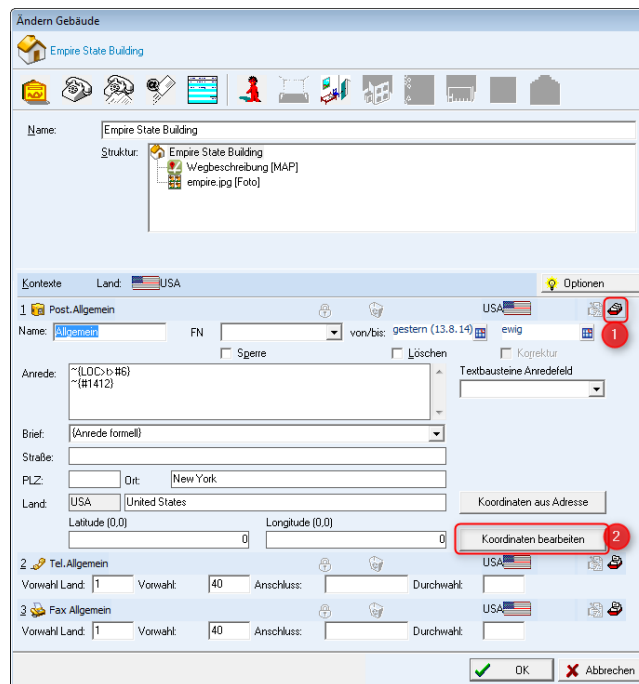 Ändern Gebäude
Empire State Building
Name: Empire State Building
Struktur: Empire State Building
Wegbeschreibung [MAP]
empire.jpg [Foto]
Kontexte Land: USA Optionen
1 Post.Allgemein USA
1
Name: Allgemein FN von/bis: gestern (13.8.14) ewig
Sperre Löschen Korrektur
Anrede: ~{LOC>b>#6} Textbausteine Anredefeld
~{#1412}
Brief: {Anrede formell}
Straße:
PLZ: Ort: New York
Land: USA United States Koordinaten aus Adresse
Latitude (0,0) Longitude (0,0)
0 0 Koordinaten bearbeiten 2
2 Tel.Allgemein USA
Vorwahl Land: 1 Vorwahl: 40 Anschluss: Durchwahl:
3 Fax Allgemein USA
Vorwahl Land: 1 Vorwahl: 40 Anschluss: Durchwahl:
OK Abbrechen